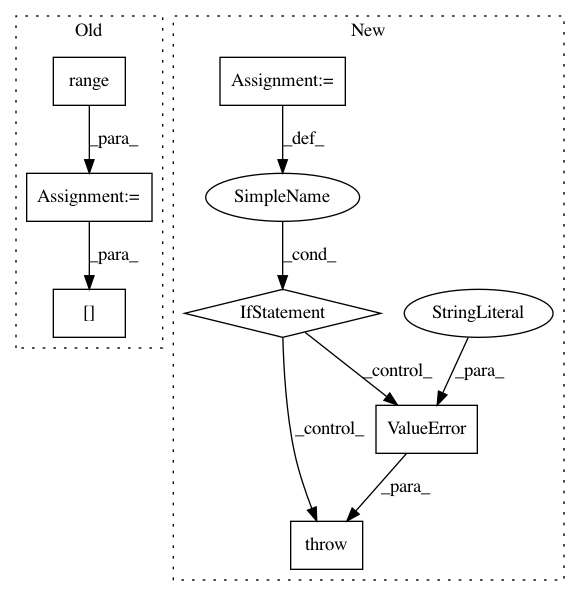 Old
New
range
Assignment:=
_para_
_def_
Assignment:=
SimpleName
_para_
_cond_
[]
IfStatement
StringLiteral
_control_
_para_
_control_
ValueError
_para_
throw